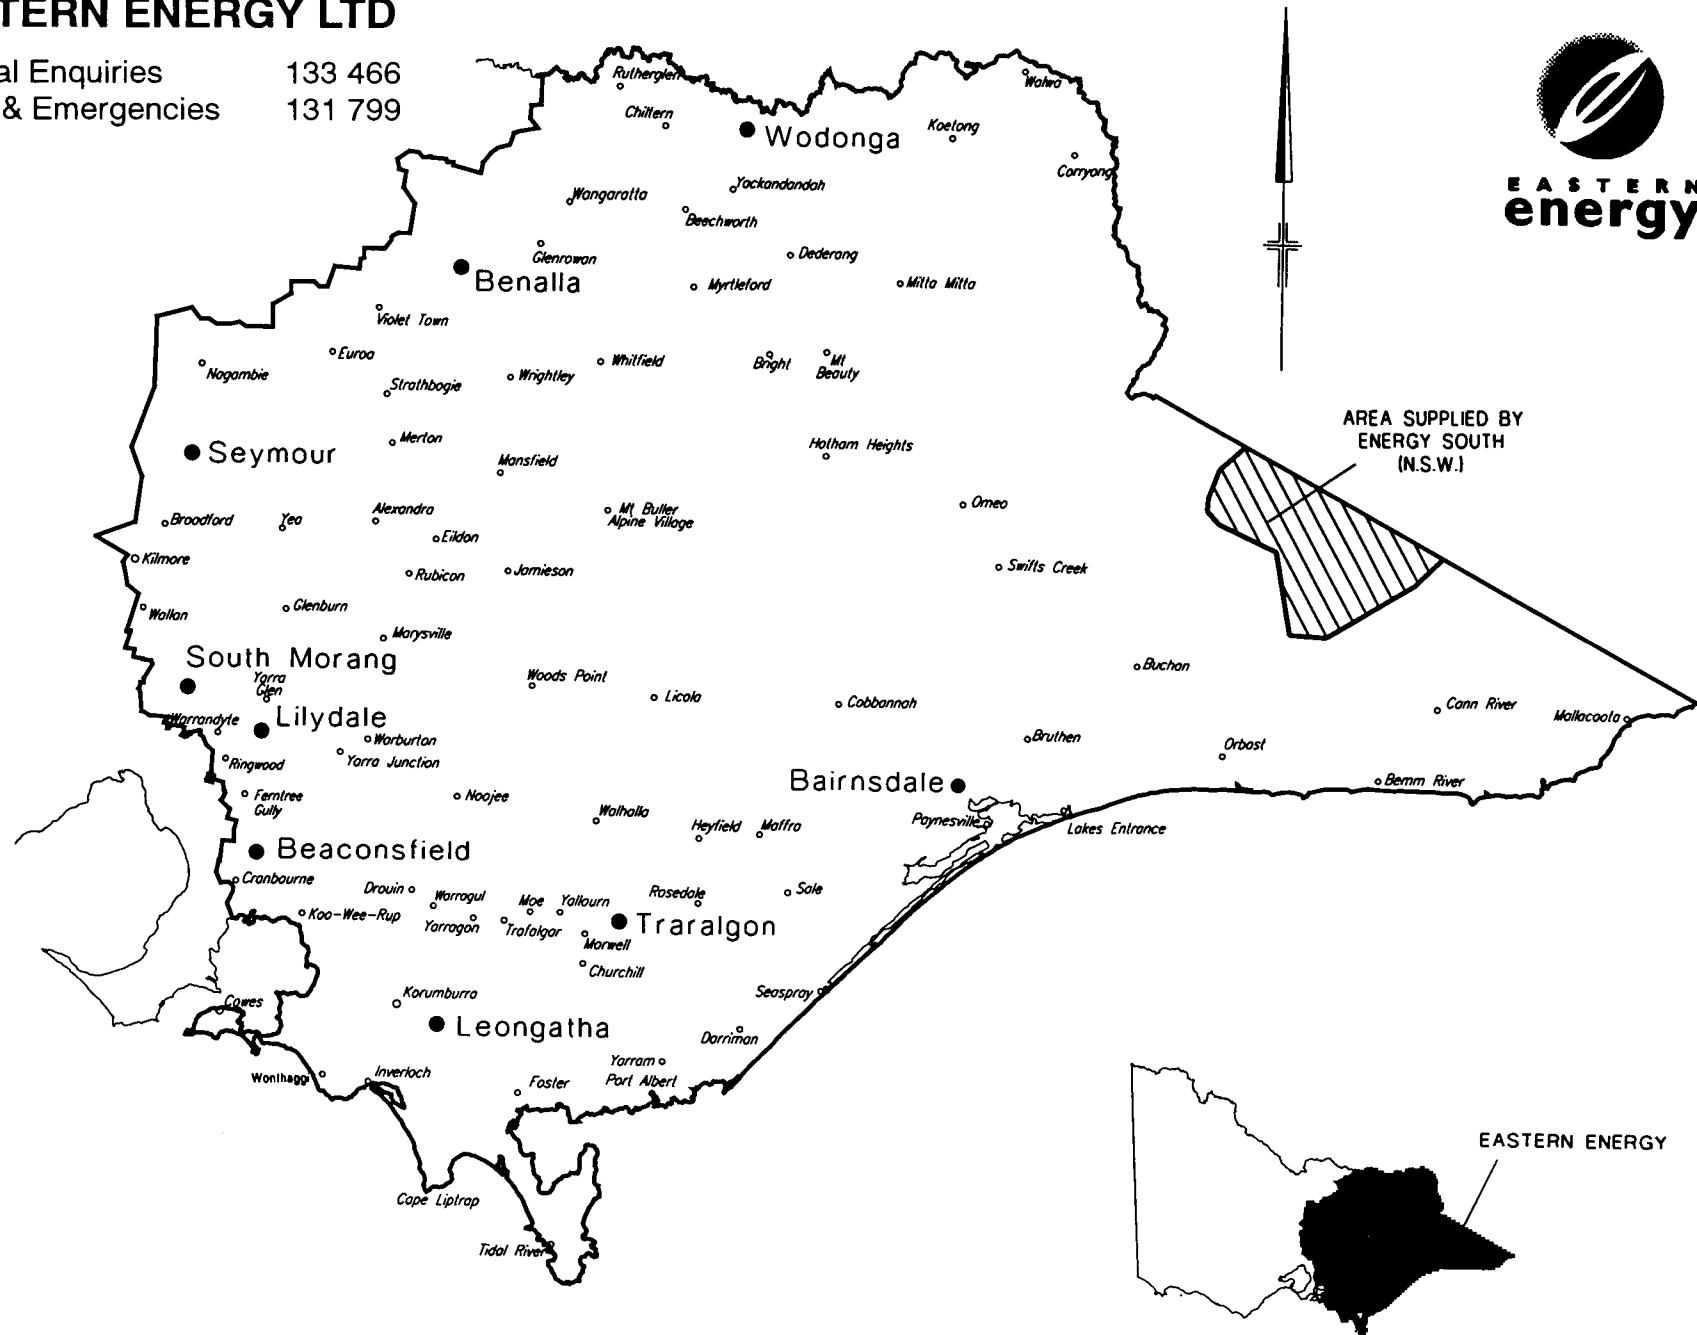 TERN ENERGY LTD
al Enquiries 133 466
& Emergencies 131 799
EASTERN
energy
Rutherglen
Walwa
Chiltern
Wodonga
Koetong
Corryong
Yackandandah
Wangaratta
Beechworth
Glenrowan
Dederang
Benalla
Myrtleford
Mitta Mitta
Violet Town
Euroa
Nagambie
Strathbogie
Wrightley
Whitfield
Bright
Mt
Beauty
AREA SUPPLIED BY
ENERGY SOUTH
(N.S.W.)
Seymour
Merton
Mansfield
Hotham Heights
Broadford
Yea
Alexandra
Eildon
Mt Buller
Alpine Village
Omeo
Kilmore
Rubicon
Jamieson
Swifts Creek
Wallan
Glenburn
Marysville
South Morang
Yarra
Glen
Woods Point
Licola
Cobbannah
Buchan
Cann River
Mallacoota
Warrandyte
Lilydale
Warburton
Yarra Junction
Ringwood
Bruthen
Orbost
Bemm River
Bairnsdale
Ferntree
Gully
Noojee
Walhalla
Heyfield
Maffra
Paynesville
Lakes Entrance
Beaconsfield
Cranbourne
Drouin
Warragul
Moe
Yallourn
Rosedale
Sale
Koo-Wee-Rup
Yarragon
Trafalgar
Traralgon
Morwell
Churchill
Cowes
Korumburra
Seaspray
Leongatha
Darriman
Wonthaggi
Inverloch
Foster
Yarram
Port Albert
Cape Liptrap
Tidal River
EASTERN ENERGY